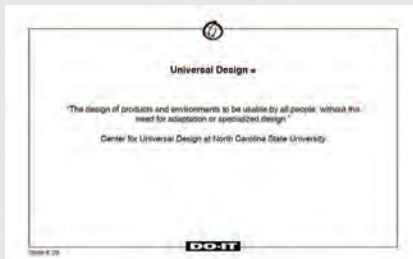 Universal Design =
"The design of products and environments to be usable by all people, without the
need for adaptation or specialized design."
Center for Universal Design at North Carolina State University
DO-IT